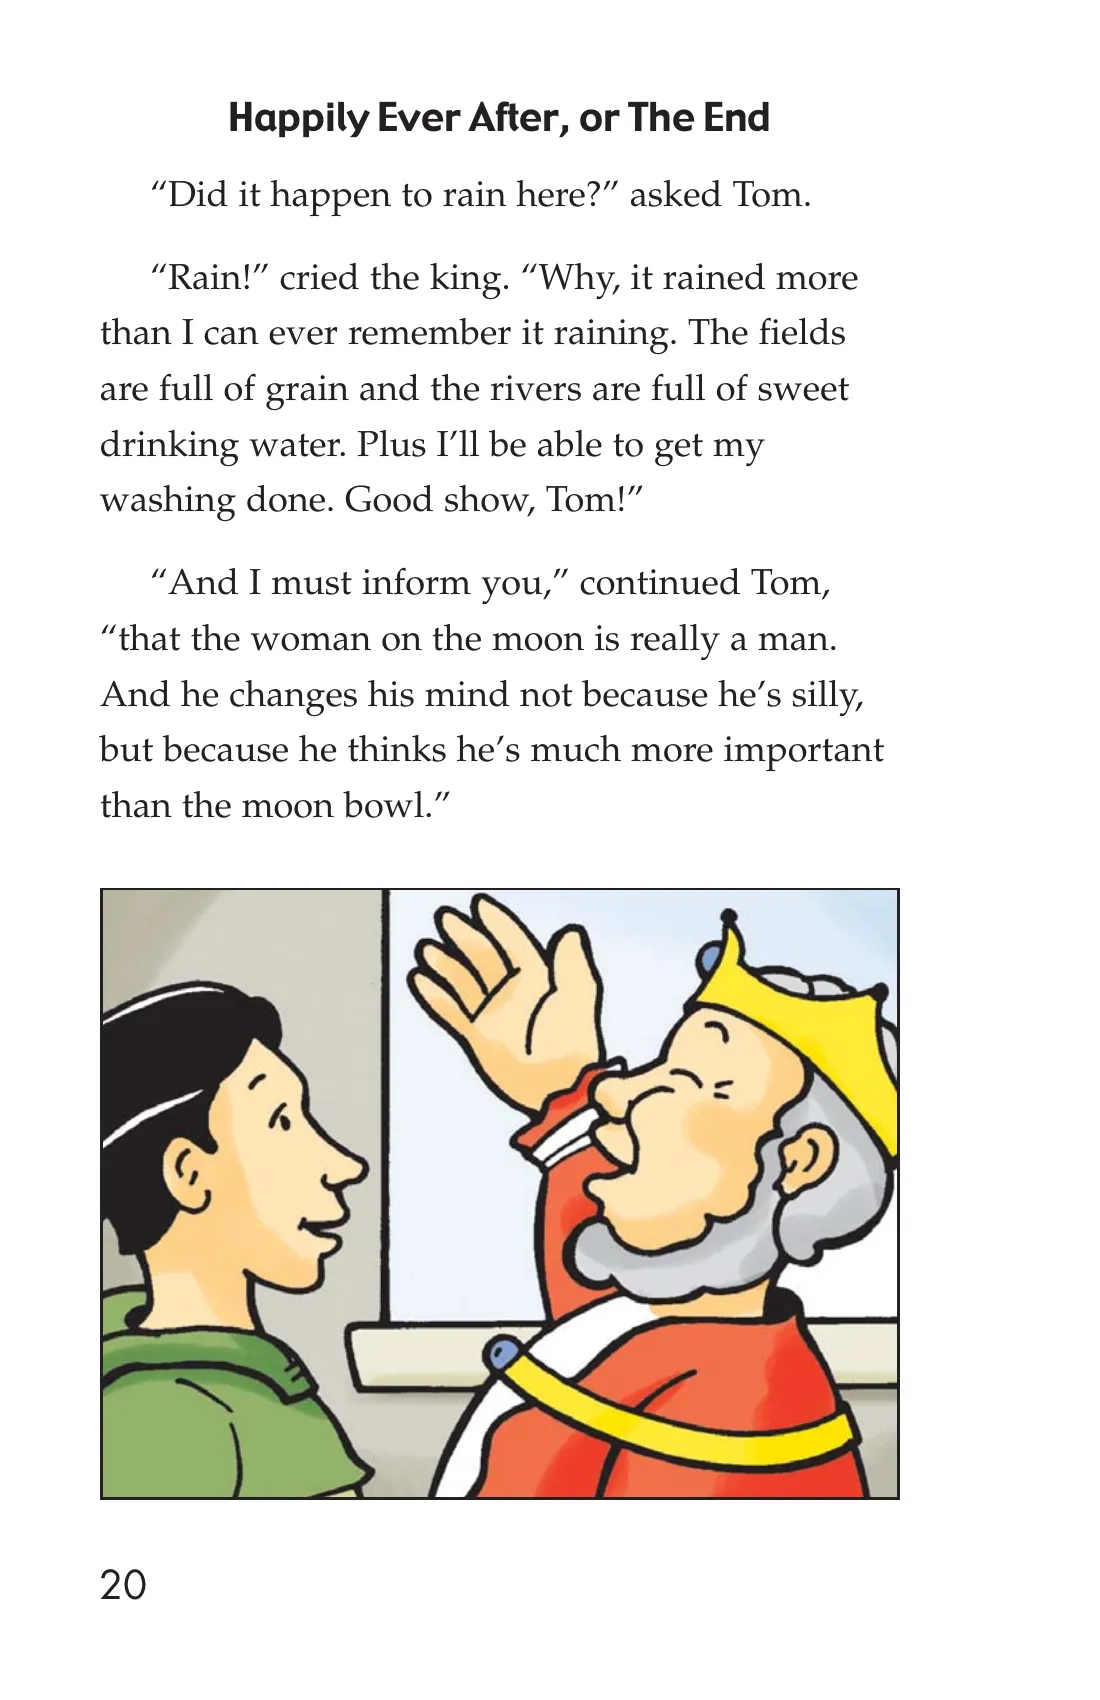 Happily Ever After, or The End
“Did it happen to rain here?” asked Tom.
“Rain!” cried the king. “Why, it rained more
than I can ever remember it raining. The fields
are full of grain and the rivers are full of sweet
drinking water. Plus I’ll be able to get my
washing done. Good show, Tom!”
“And I must inform you,” continued Tom,
“that the woman on the moon is really a man.
And he changes his mind not because he’s silly,
but because he thinks he’s much more important
than the moon bowl.”
20